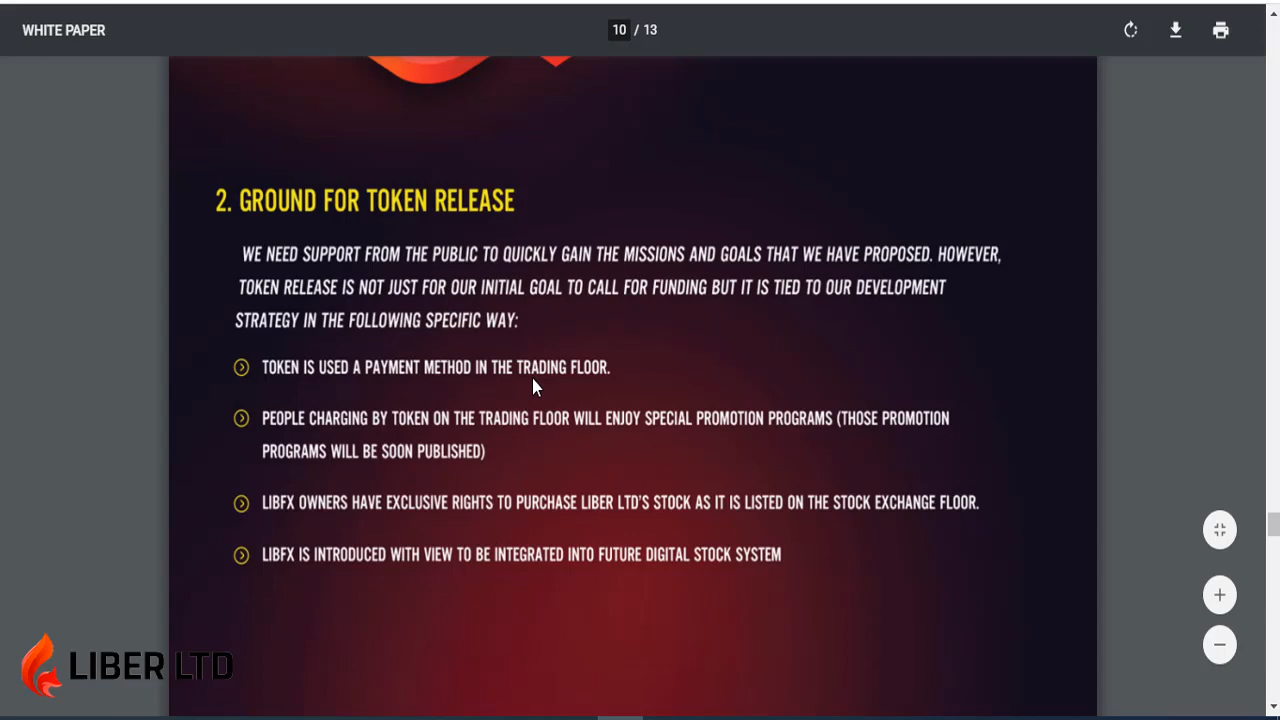 WHITE PAPER
10 / 13
2. GROUND FOR TOKEN RELEASE
WE NEED SUPPORT FROM THE PUBLIC TO QUICKLY GAIN THE MISSIONS AND GOALS THAT WE HAVE PROPOSED. HOWEVER,
TOKEN RELEASE IS NOT JUST FOR OUR INITIAL GOAL TO CALL FOR FUNDING BUT IT IS TIED TO OUR DEVELOPMENT
STRATEGY IN THE FOLLOWING SPECIFIC WAY:
TOKEN IS USED A PAYMENT METHOD IN THE TRADING FLOOR.
PEOPLE CHARGING BY TOKEN ON THE TRADING FLOOR WILL ENJOY SPECIAL PROMOTION PROGRAMS (THOSE PROMOTION
PROGRAMS WILL BE SOON PUBLISHED)
LIBFX OWNERS HAVE EXCLUSIVE RIGHTS TO PURCHASE LIBER LTD'S STOCK AS IT IS LISTED ON THE STOCK EXCHANGE FLOOR.
LIBFX IS INTRODUCED WITH VIEW TO BE INTEGRATED INTO FUTURE DIGITAL STOCK SYSTEM
LIBER LTD